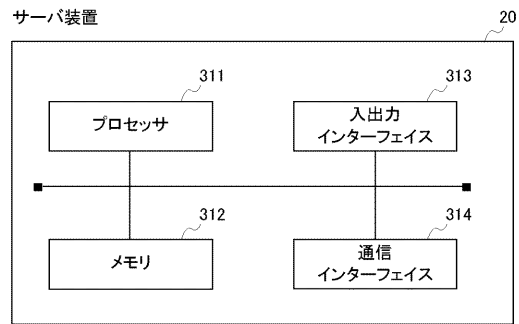 サーバ装置
20
311
プロセッサ
313
入出力
インターフェイス
312
メモリ
314
通信
インターフェイス